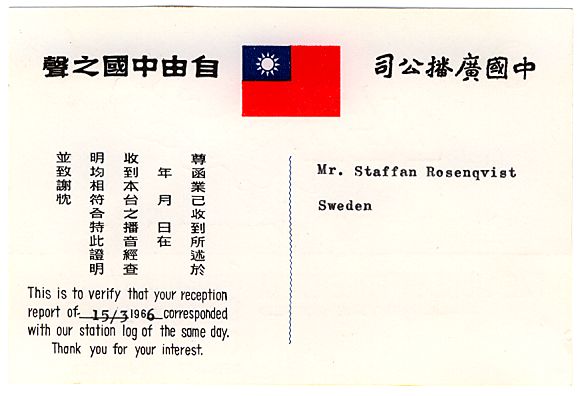 中國廣播公司
自由中國之聲
尊函業已收到所述於
年 月 日在
收到本台之播音經查
明均相符合特此證明
並致謝忱
Mr. Staffan Rosenqvist
Sweden
This is to verify that your reception
report of 15/3 1966 corresponded
with our station log of the same day.
Thank you for your interest.